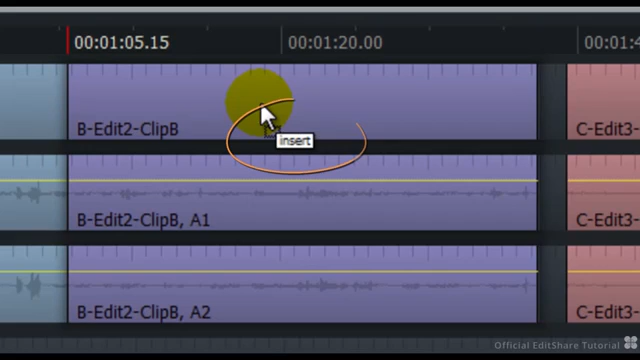 00:01:05.15
00:01:20.00
00:01:4
B-Edit2-ClipB
insert
C-Edit3-
B-Edit2-ClipB, A1
C-Edit3-
B-Edit2-ClipB, A2
C-Edit3-
Official EditShare Tutorial